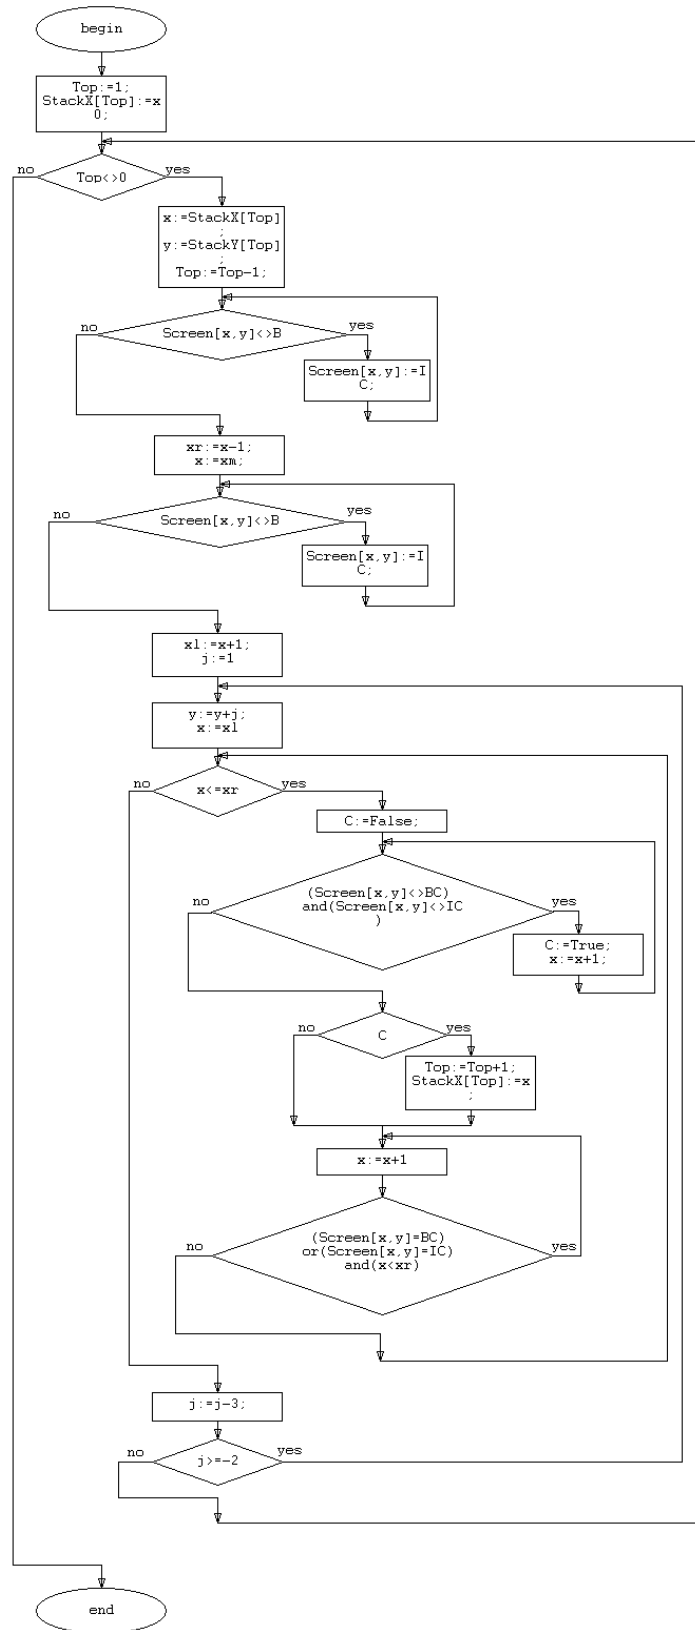 begin
Top:=1;
StackX[Top]:=x
0;
no
Top<>0
yes
x:=StackX[Top]
;
y:=StackY[Top]
;
Top:=Top-1;
no
Screen[x,y]<>B
yes
Screen[x,y]:=I
C;
xr:=x-1;
x:=xm;
no
Screen[x,y]<>B
yes
Screen[x,y]:=I
C;
xl:=x+1;
j:=1
y:=y+j;
x:=xl
no
x<=xr
yes
C:=False;
no
(Screen[x,y]<>BC)
and(Screen[x,y]<>IC
)
yes
C:=True;
x:=x+1;
no
C
yes
Top:=Top+1;
StackX[Top]:=x
;
x:=x+1
no
(Screen[x,y]=BC)
or(Screen[x,y]=IC)
and(x<xr)
yes
j:=j-3;
no
j>=-2
yes
end